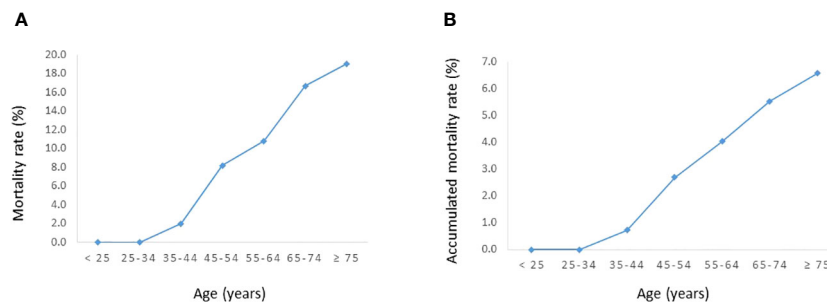 A
Mortality rate (%)
20.0
18.0
16.0
14.0
12.0
10.0
8.0
6.0
4.0
2.0
0.0
< 25 25-34 35-44 45-54 55-64 65-74 ≥ 75
Age (years)
B
Accumulated mortality rate (%)
7.0
6.0
5.0
4.0
3.0
2.0
1.0
0.0
< 25 25-34 35-44 45-54 55-64 65-74 ≥ 75
Age (years)